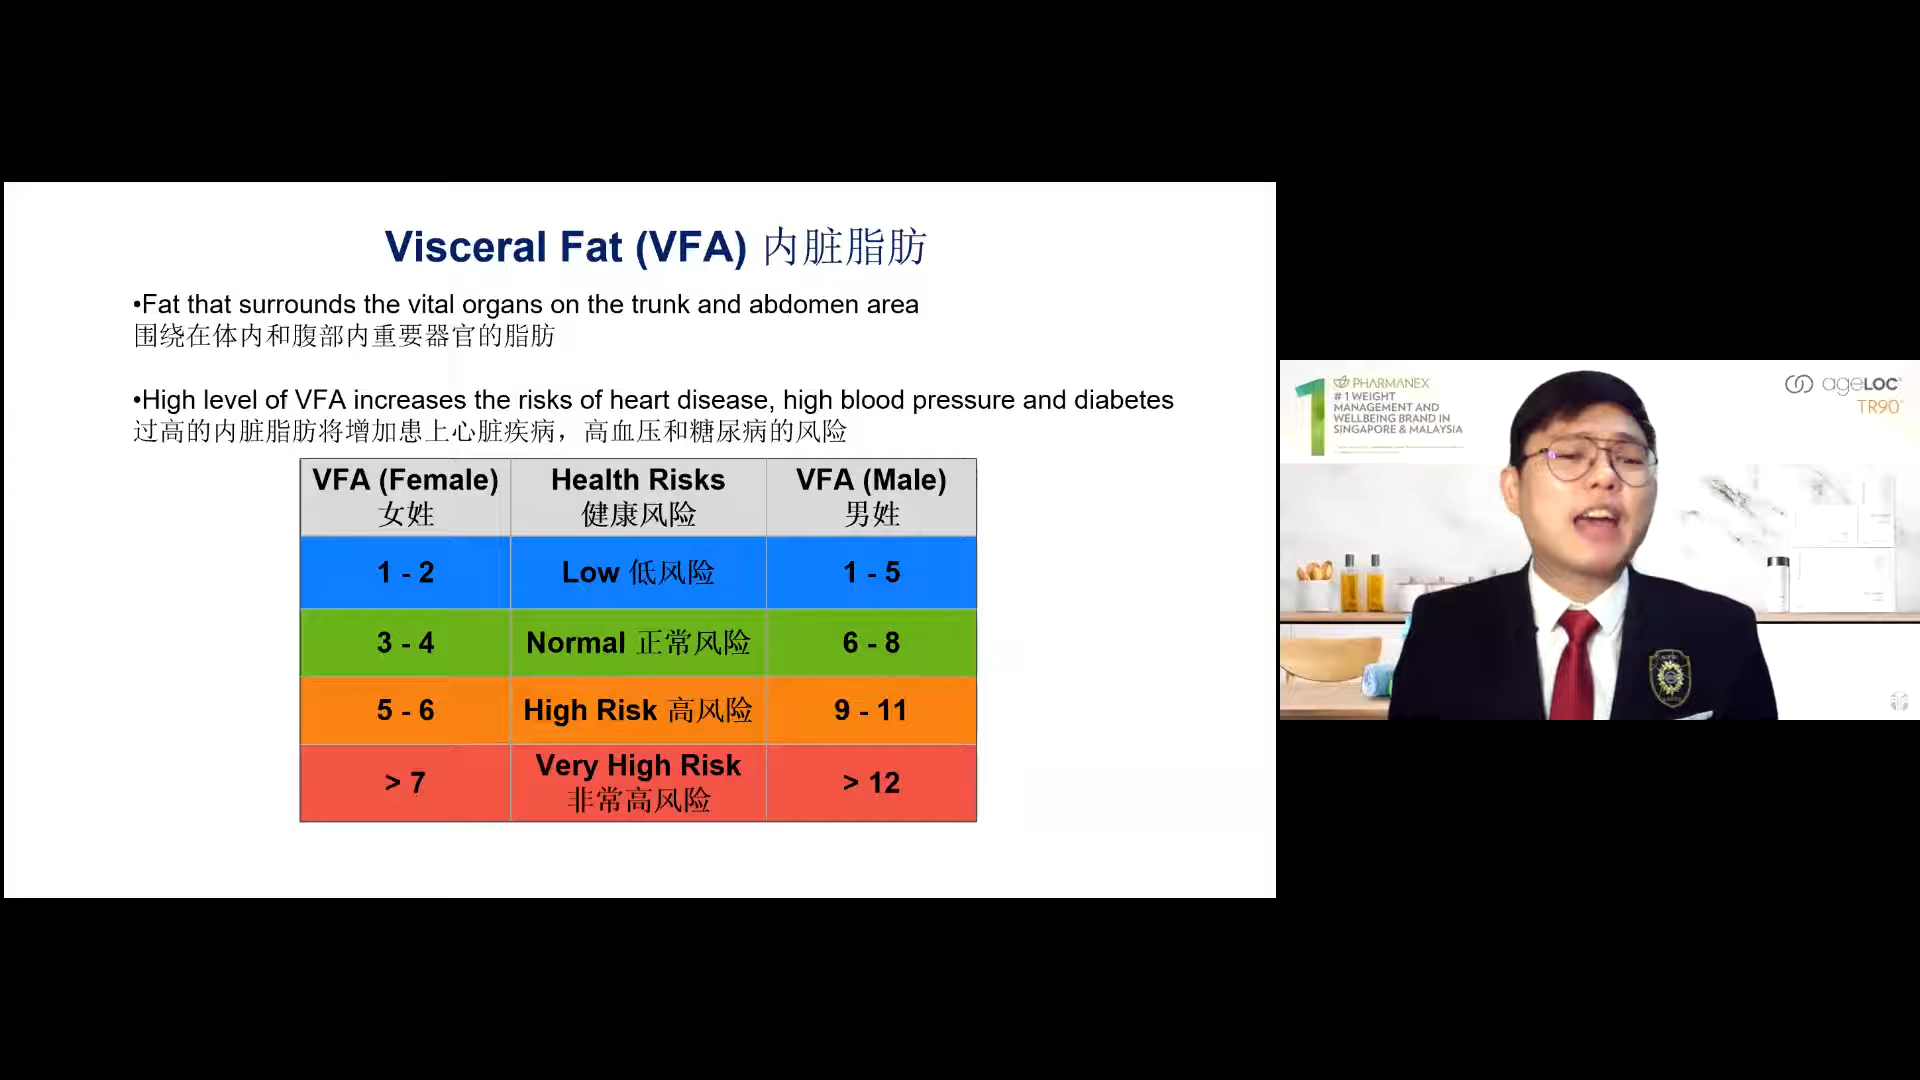 Visceral Fat (VFA) 内脏脂肪
•Fat that surrounds the vital organs on the trunk and abdomen area
围绕在体内和腹部内重要器官的脂肪
•High level of VFA increases the risks of heart disease, high blood pressure and diabetes
过高的内脏脂肪将增加患上心脏疾病，高血压和糖尿病的风险
VFA (Female) Health Risks VFA (Male)
女姓 健康风险 男姓
1 - 2 Low 低风险 1 - 5
3 - 4 Normal 正常风险 6 - 8
5 - 6 High Risk 高风险 9 - 11
> 7 Very High Risk > 12
非常高风险
1 PHARMANEX
# 1 WEIGHT
MANAGEMENT AND
WELLBEING BRAND IN
SINGAPORE & MALAYSIA
ageLOC
TR90